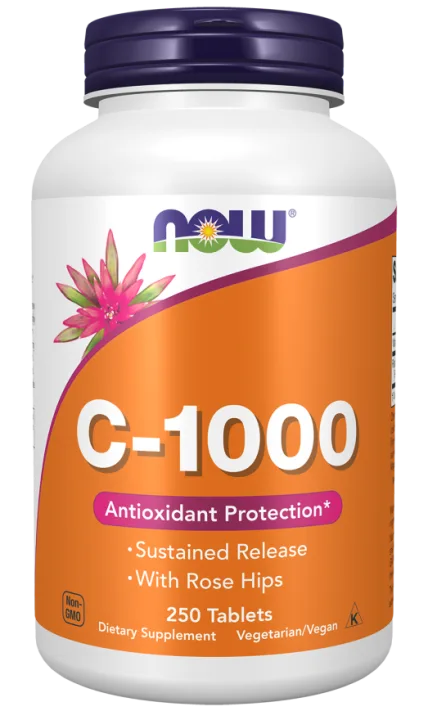 NOW®
C-1000
Antioxidant Protection*
·Sustained Release
·With Rose Hips
250 Tablets
Non-
GMO
Dietary Supplement Vegetarian/Vegan K